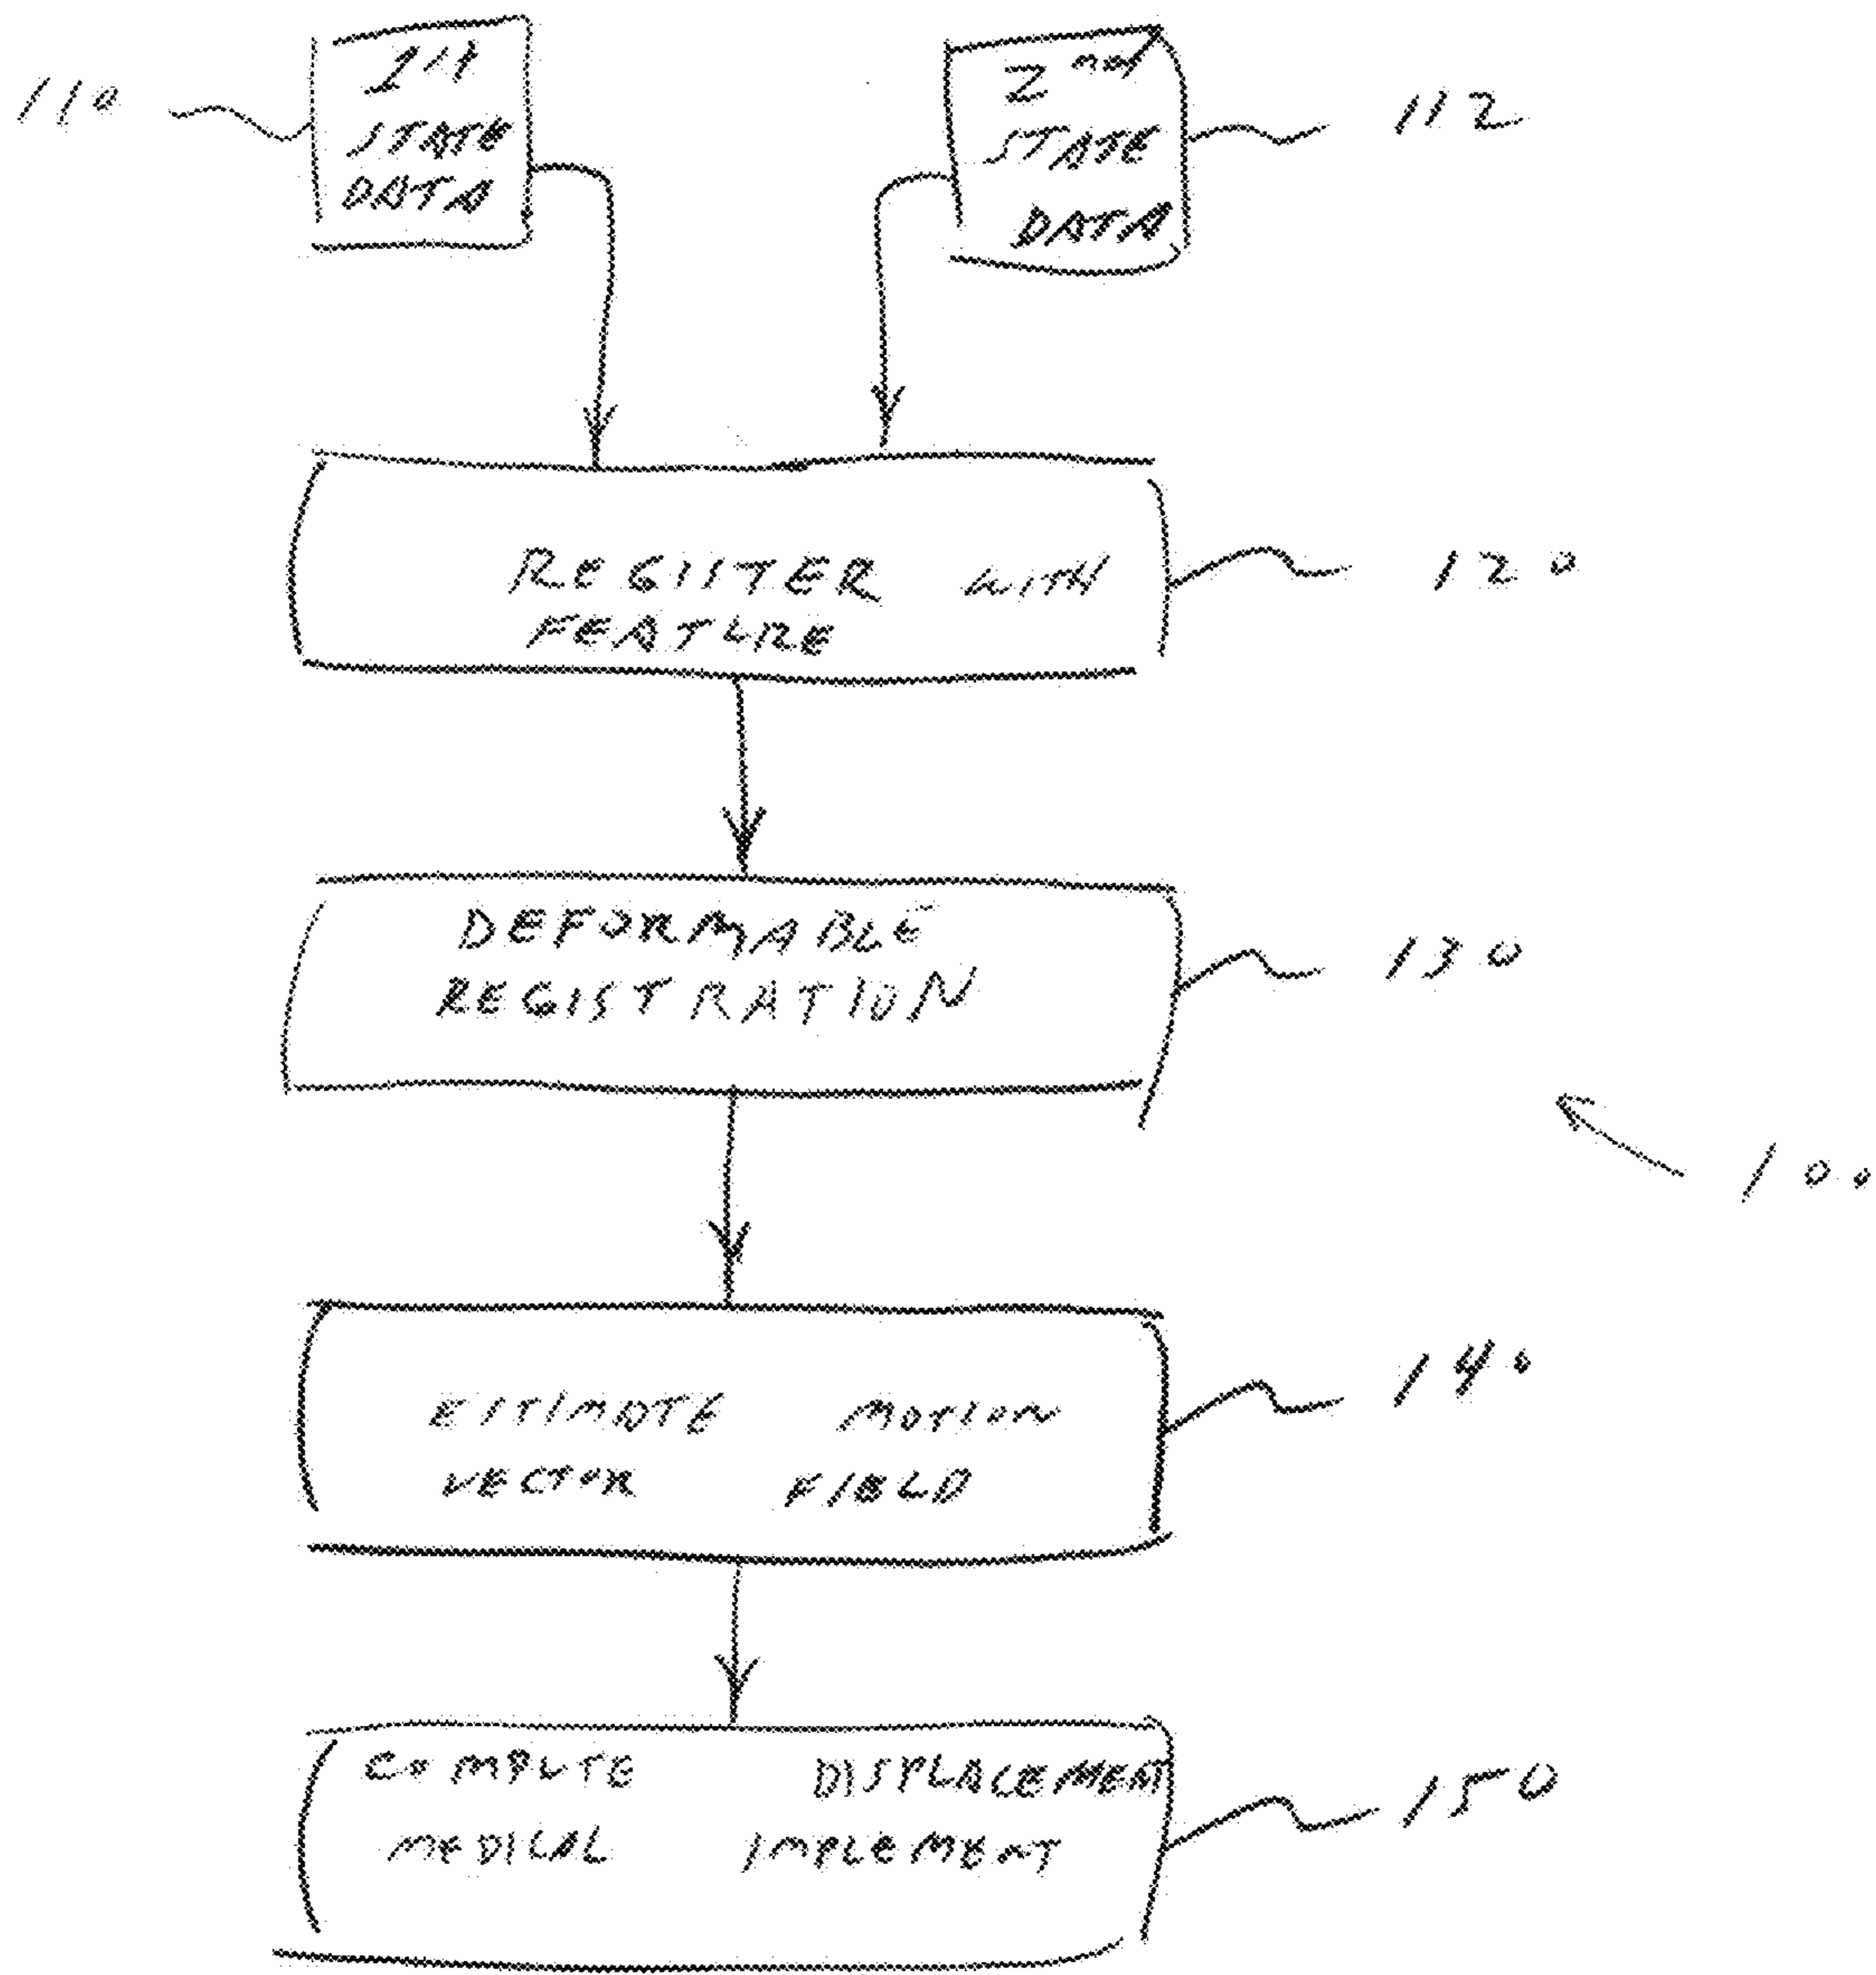 110
1st
STATE
DATA
2nd
STATE
DATA
112
REGISTER WITH
FEATURE
120
DEFORMABLE
REGISTRATION
130
100
ESTIMATE MOTION
VECTOR FIELD
140
COMPUTE DISPLACEMENT
MEDICAL IMPLEMENT
150